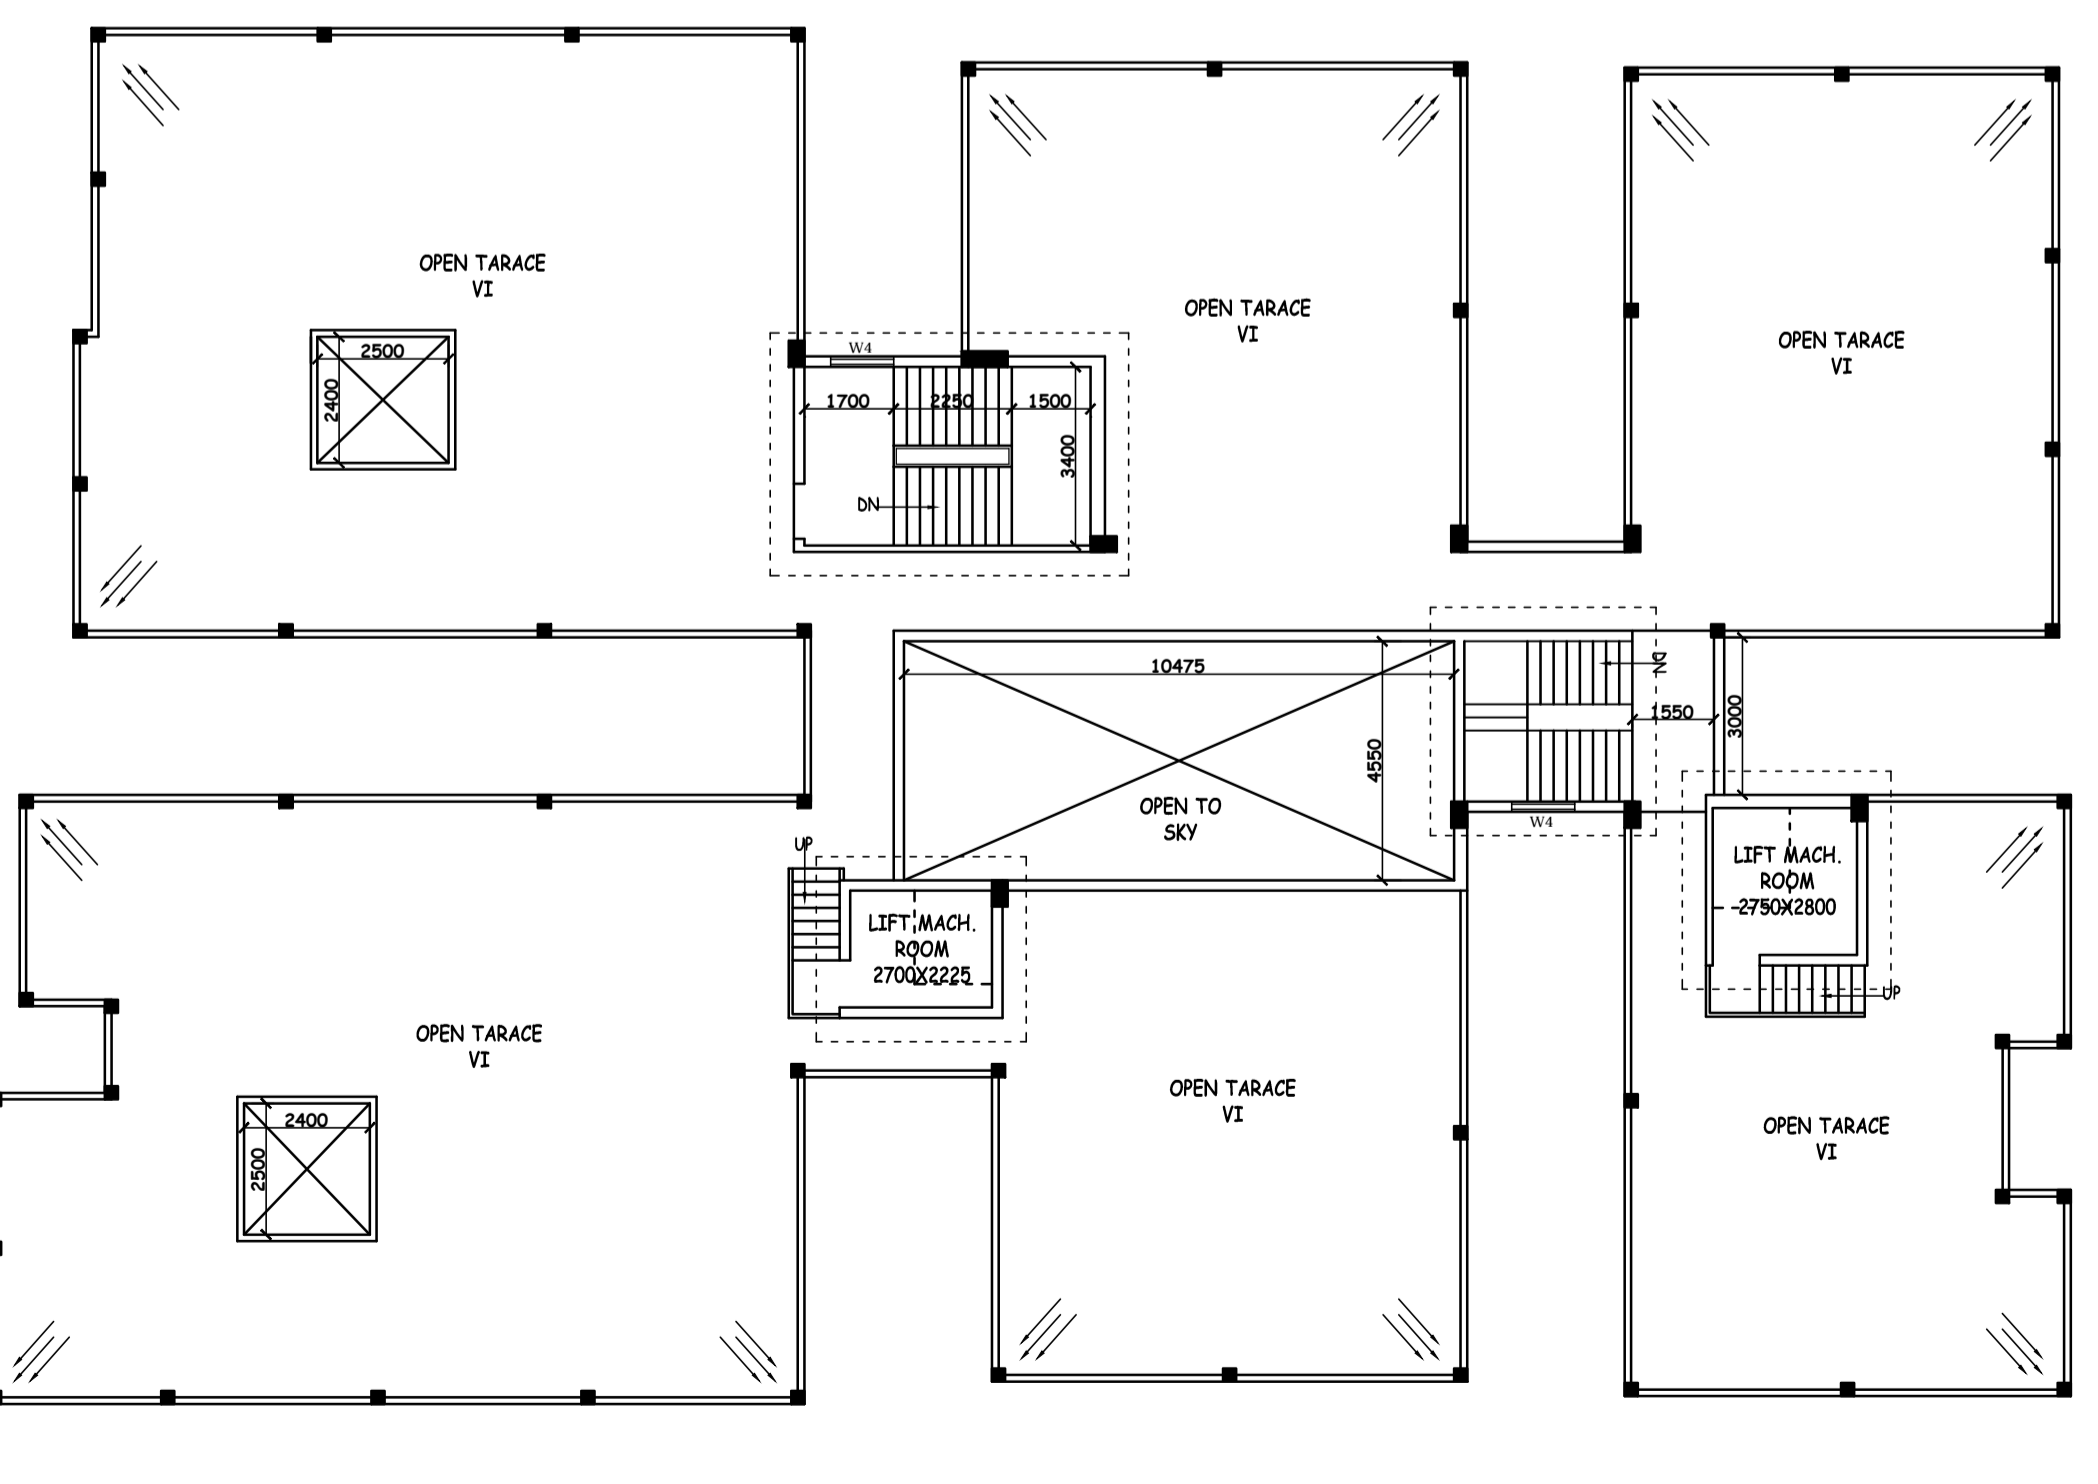 OPEN TARACE
VI
2500
2400
OPEN TARACE
VI
OPEN TARACE
VI
W4
1700
2250
1500
3400
DN
10475
4550
OPEN TO
SKY
DN
1550
3000
W4
UP
LIFT MACH.
ROOM
2700X2225
LIFT MACH.
ROOM
2750X2800
UP
OPEN TARACE
VI
2400
2500
OPEN TARACE
VI
OPEN TARACE
VI